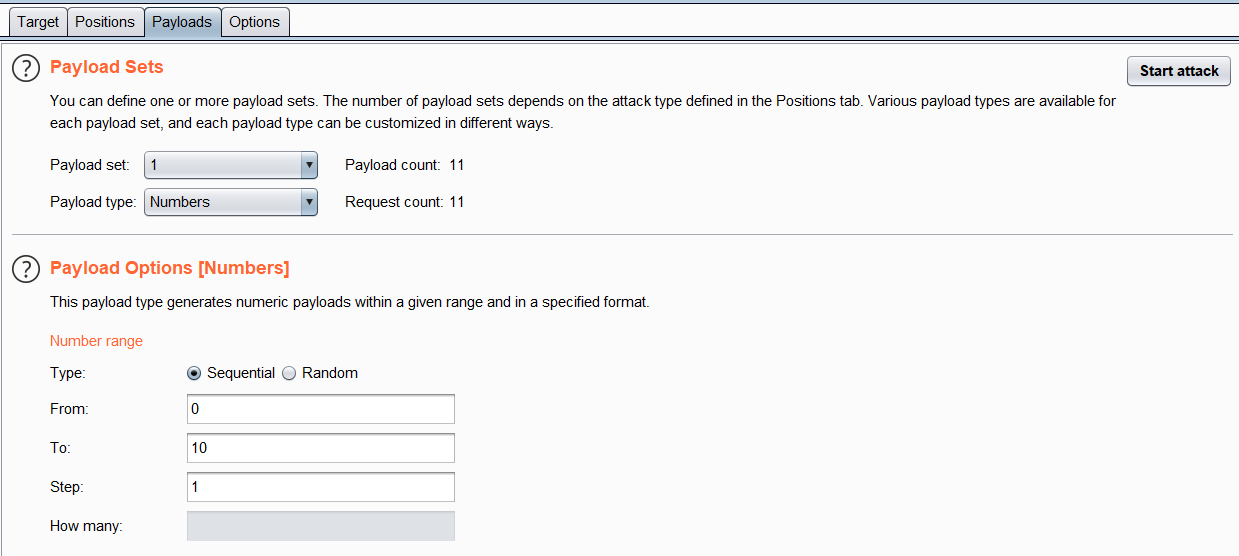 Target Positions Payloads Options
? Payload Sets
Start attack
You can define one or more payload sets. The number of payload sets depends on the attack type defined in the Positions tab. Various payload types are available for
each payload set, and each payload type can be customized in different ways.
Payload set: 1 Payload count: 11
Payload type: Numbers Request count: 11
? Payload Options [Numbers]
This payload type generates numeric payloads within a given range and in a specified format.
Number range
Type: Sequential Random
From: 0
To: 10
Step: 1
How many: